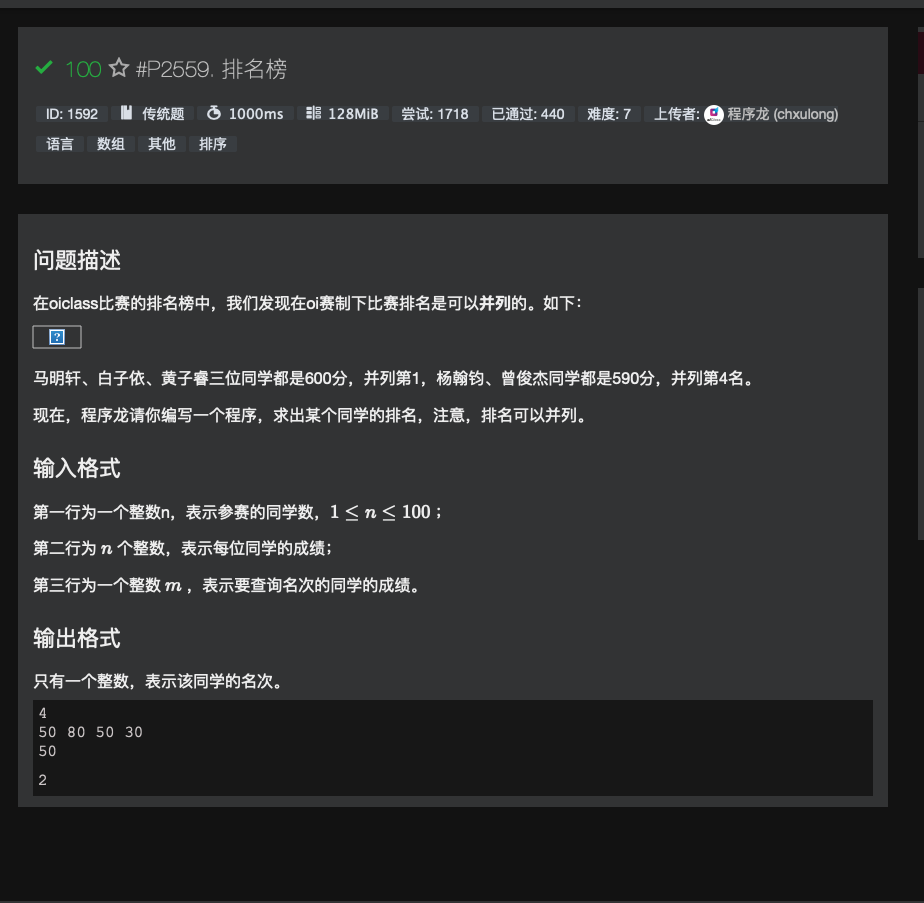 100 #P2559. 排名榜
ID: 1592 传统题 1000ms 128MiB 尝试: 1718 已通过: 440 难度: 7 上传者: 程序龙 (chxulong)
语言 数组 其他 排序
问题描述
在oiclass比赛的排名榜中，我们发现在oi赛制下比赛排名是可以并列的。如下：
马明轩、白子依、黄子睿三位同学都是600分，并列第1，杨翰钧、曾俊杰同学都是590分，并列第4名。
现在，程序龙请你编写一个程序，求出某个同学的排名，注意，排名可以并列。
输入格式
第一行为一个整数n，表示参赛的同学数，1 ≤ n ≤ 100；
第二行为 n 个整数，表示每位同学的成绩；
第三行为一个整数 m ，表示要查询名次的同学的成绩。
输出格式
只有一个整数，表示该同学的名次。
4
50 80 50 30
50
2